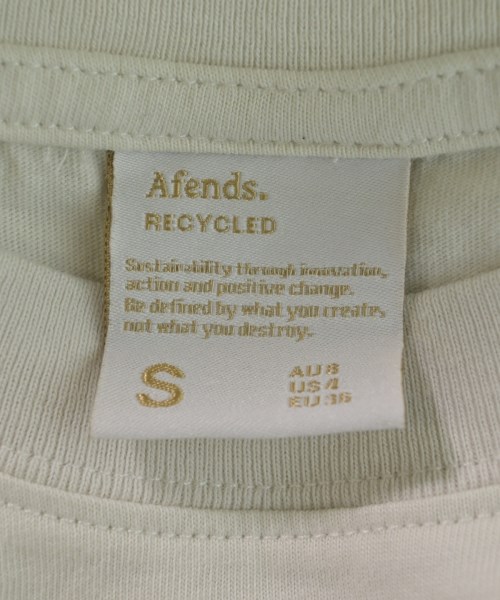 Afends.
RECYCLED
Sustainability through innovation,
action and positive change.
Be defined by what you create,
not what you destroy.
S
AU 8
US 4
EU 36